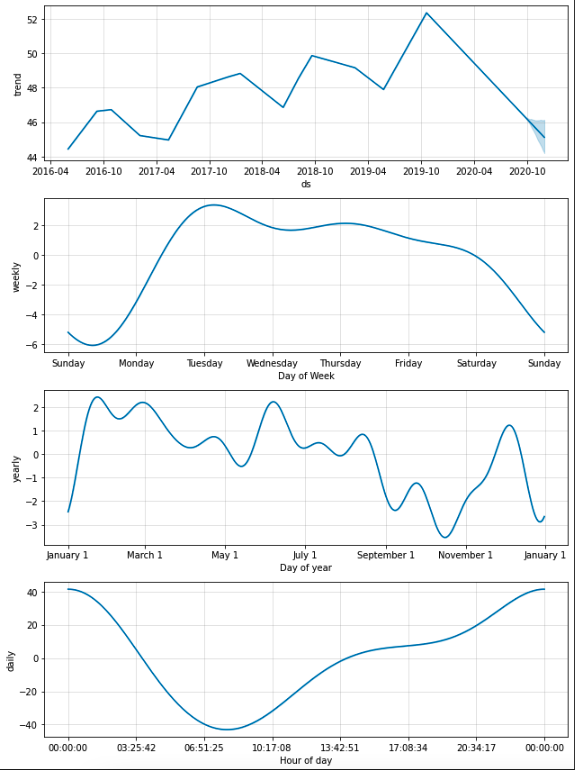 52
50
48
46
44
trend
2016-04 2016-10 2017-04 2017-10 2018-04 2018-10 2019-04 2019-10 2020-04 2020-10
ds
2
0
−2
−4
−6
weekly
Sunday Monday Tuesday Wednesday Thursday Friday Saturday Sunday
Day of Week
2
1
0
−1
−2
−3
yearly
January 1 March 1 May 1 July 1 September 1 November 1 January 1
Day of year
40
20
0
−20
−40
daily
00:00:00 03:25:42 06:51:25 10:17:08 13:42:51 17:08:34 20:34:17 00:00:00
Hour of day